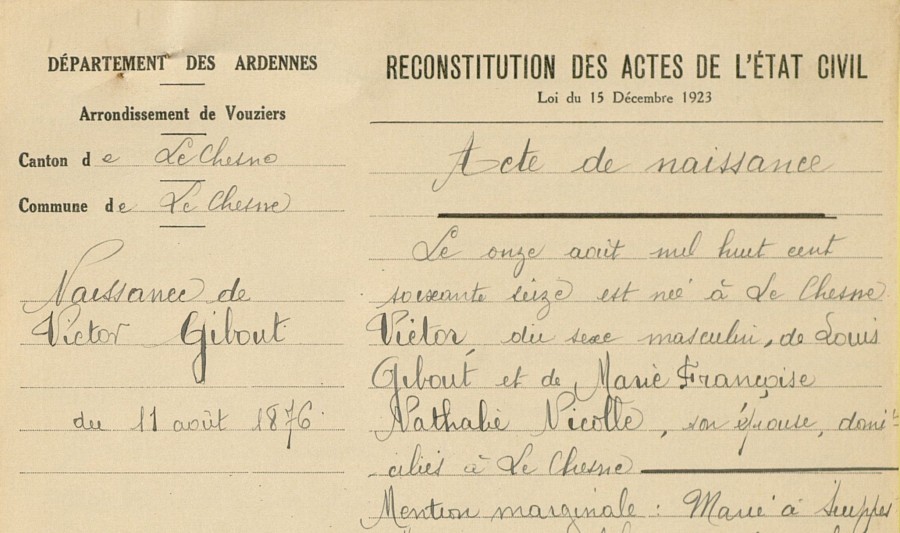 DÉPARTEMENT DES ARDENNES
Arrondissement de Vouziers
Canton de Le Chesne
Commune de Le Chesne
Naissance de
Victor Gibout
du 11 août 1876
RECONSTITUTION DES ACTES DE L'ÉTAT CIVIL
Loi du 15 Décembre 1923
Acte de naissance
Le onze août mil huit cent
soixante seize est né à Le Chesne
Victor, du sexe masculin, de Louis
Gibout et de Marie Françoise
Nathalie Nicolle, son épouse, domi-
ciliés à Le Chesne
Mention marginale : Marié à Suippes